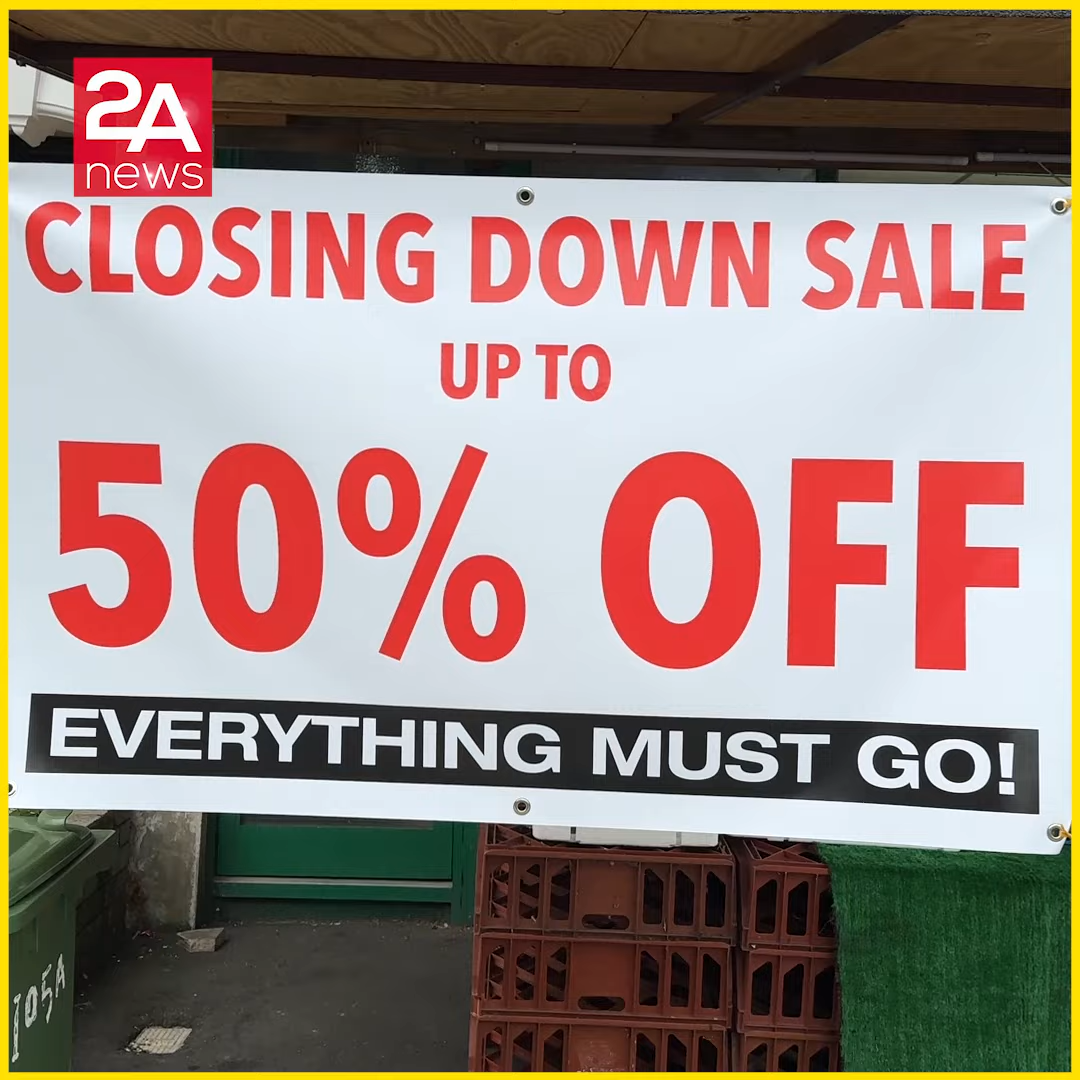 2A
news
CLOSING DOWN SALE
UP TO
50% OFF
EVERYTHING MUST GO!
105A